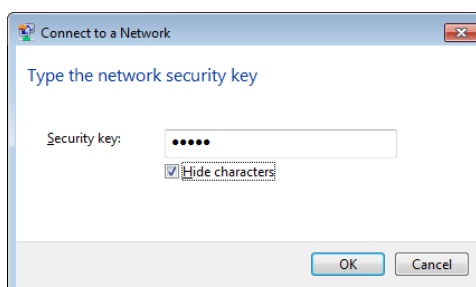 Connect to a Network
Type the network security key
Security key: •••••
Hide characters
OK Cancel